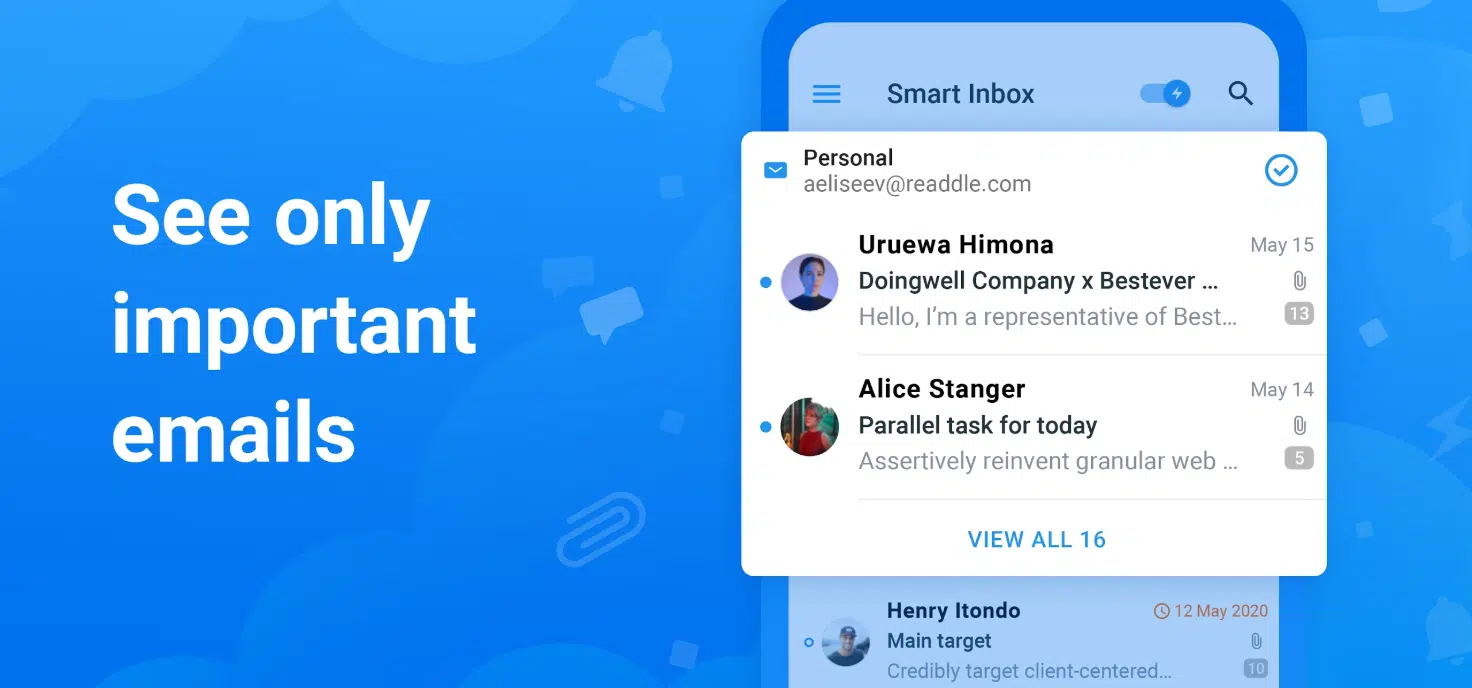 See only
important
emails
Smart Inbox
Personal
aeliseev@readdle.com
Uruewa Himona
May 15
Doingwell Company x Bestever ...
Hello, I’m a representative of Best...
13
Alice Stanger
May 14
Parallel task for today
Assertively reinvent granular web ...
5
VIEW ALL 16
Henry Itondo
12 May 2020
Main target
Credibly target client-centered...
10